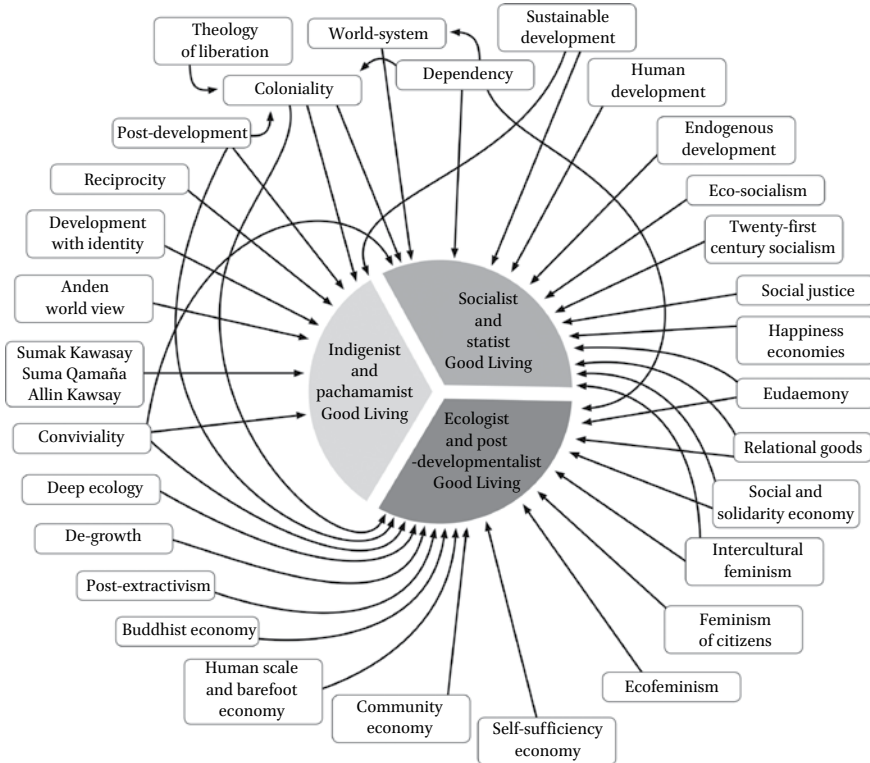 Theology
of liberation
World-system
Sustainable
development
Dependency
Coloniality
Human
development
Post-development
Endogenous
development
Reciprocity
Eco-socialism
Development
with identity
Twenty-first
century socialism
Anden
world view
Social justice
Happiness
economies
Sumak Kawasay
Suma Qamaña
Allin Kawsay
Eudaemony
Conviviality
Relational goods
Deep ecology
Social and
solidarity economy
De-growth
Intercultural
feminism
Post-extractivism
Feminism
of citizens
Buddhist economy
Human scale
and barefoot
economy
Ecofeminism
Community
economy
Self-sufficiency
economy
Socialist
and
statist
Good Living
Indigenist
and
pachamamist
Good Living
Ecologist
and post
-developmentalist
Good Living